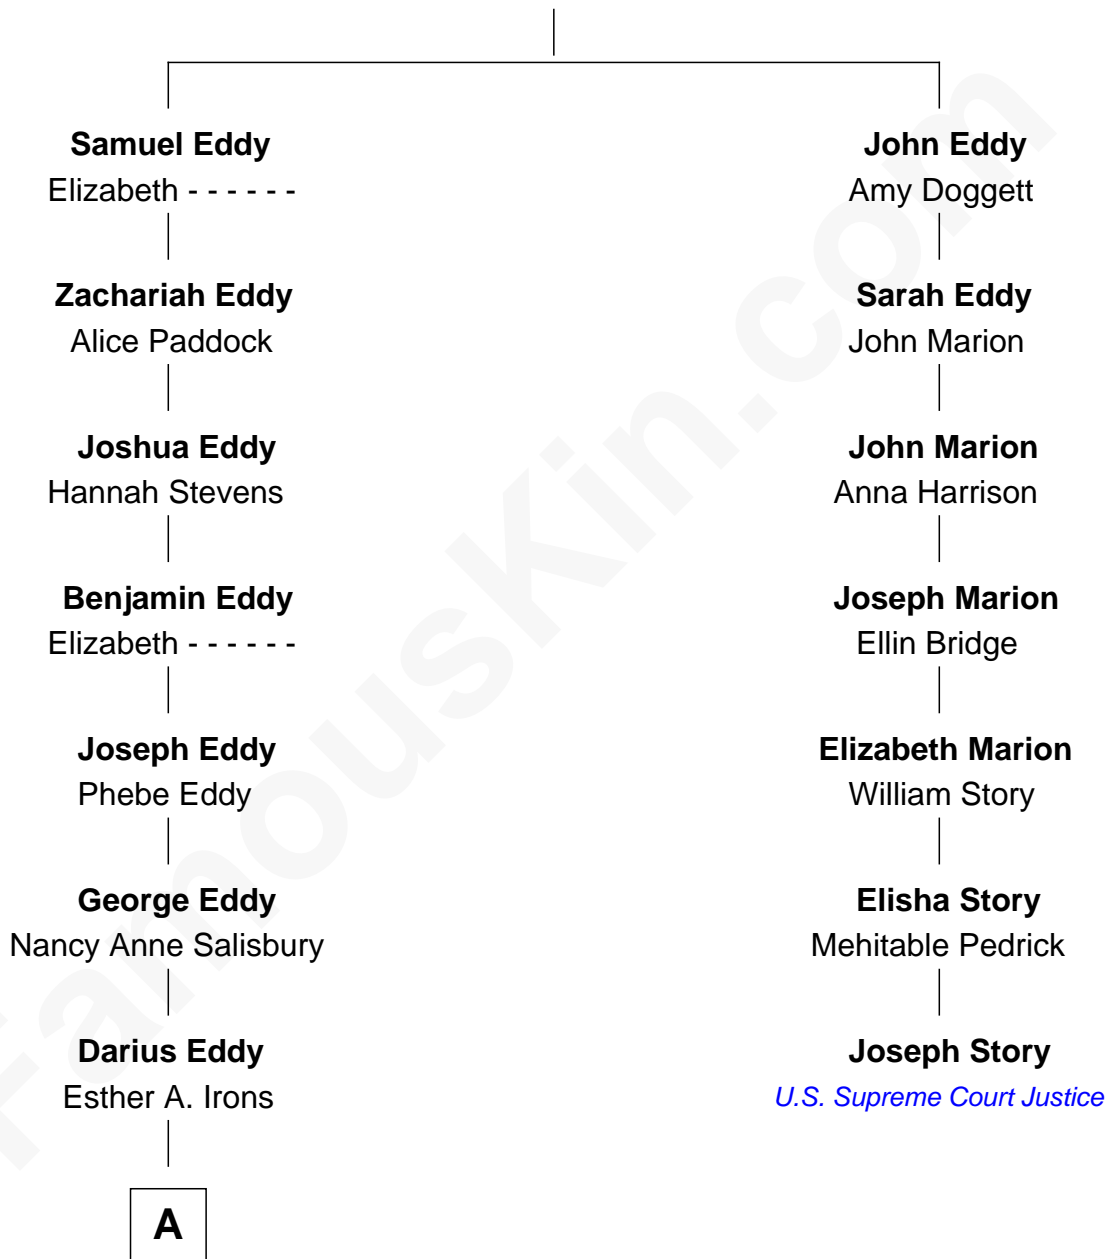 Samuel Eddy
Elizabeth - - - - - -
John Eddy
Amy Doggett
Zachariah Eddy
Alice Paddock
Sarah Eddy
John Marion
Joshua Eddy
Hannah Stevens
John Marion
Anna Harrison
Benjamin Eddy
Elizabeth - - - - - -
Joseph Marion
Ellin Bridge
Joseph Eddy
Phebe Eddy
Elizabeth Marion
William Story
George Eddy
Nancy Anne Salisbury
Elisha Story
Mehitable Pedrick
Darius Eddy
Esther A. Irons
Joseph Story
U.S. Supreme Court Justice
A
FamousKin.com